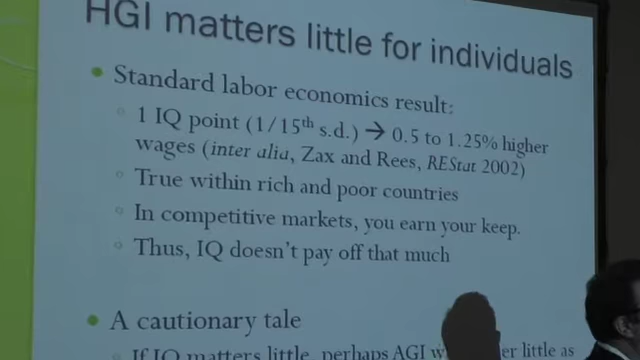 HGI matters little for individuals
Standard labor economics result:
1 IQ point (1/15th s.d.) → 0.5 to 1.25% higher
wages (inter alia, Zax and Rees, REStat 2002)
True within rich and poor countries
In competitive markets, you earn your keep.
Thus, IQ doesn't pay off that much
A cautionary tale
If IQ matters little, perhaps AGI little as